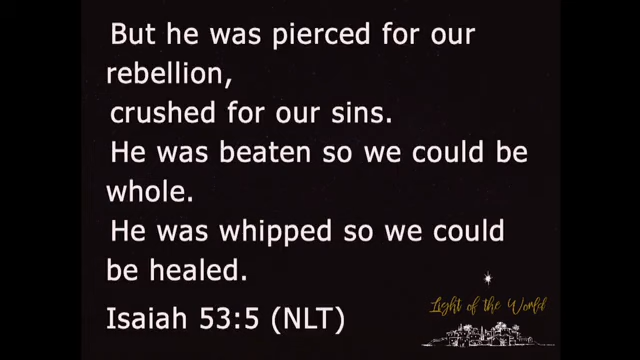 But he was pierced for our
rebellion,
crushed for our sins.
He was beaten so we could be
whole.
He was whipped so we could
be healed.
Isaiah 53:5 (NLT)
Light of the World